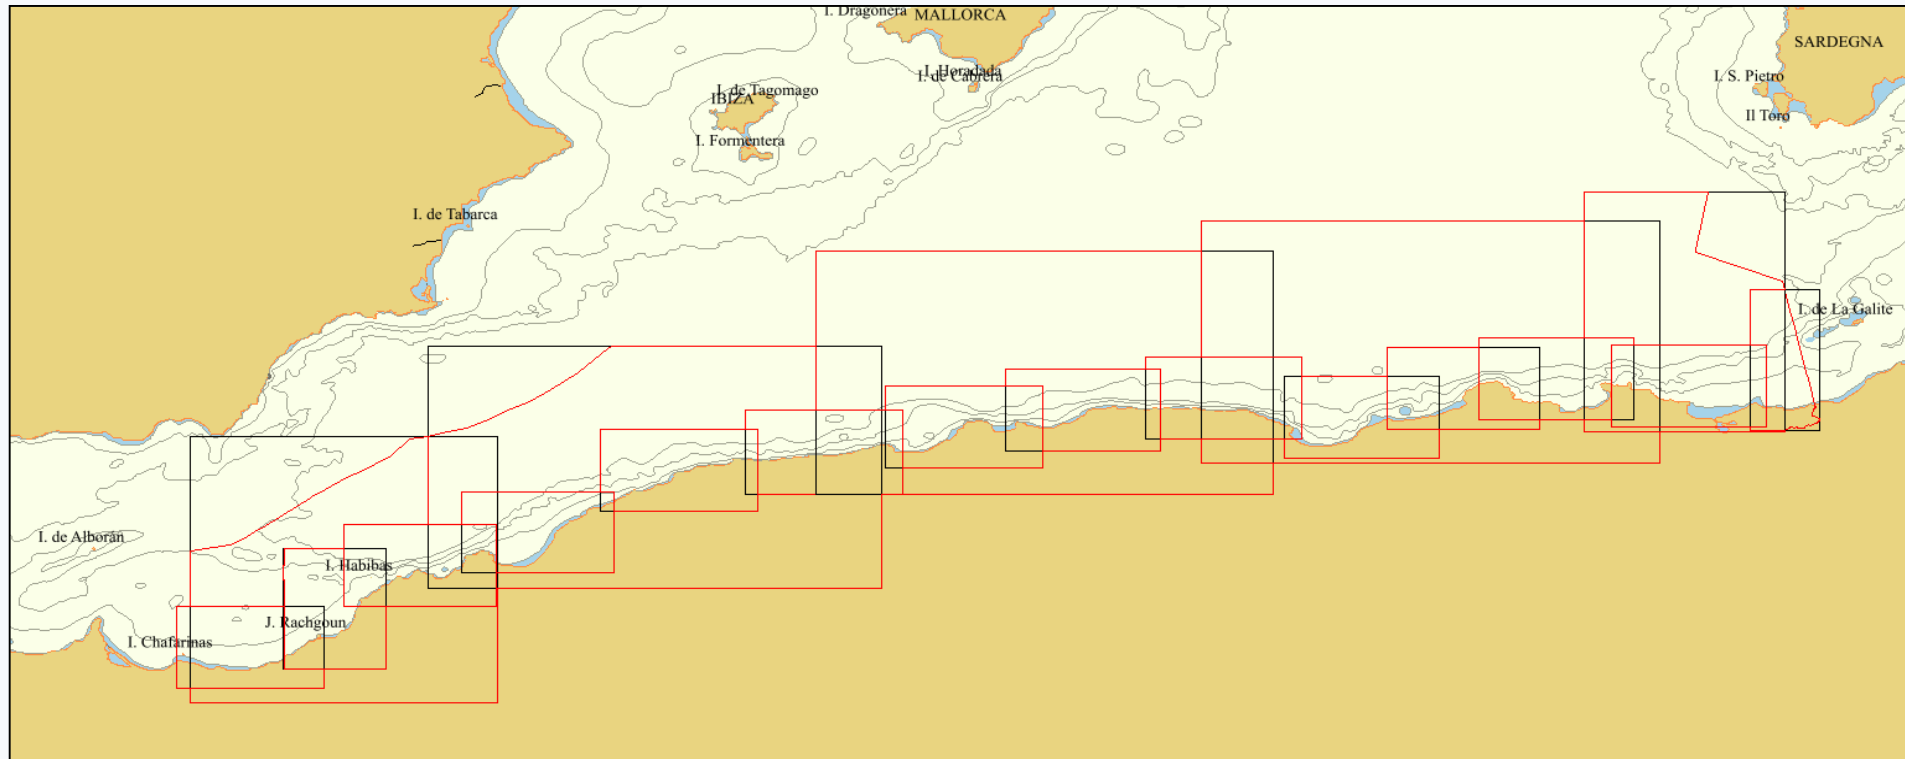 I. Dragonera
MALLORCA
SARDEGNA
I. Horadada
I. de Cabrera
I. S. Pietro
I. de Tagomago
IBIZA
Il Toro
I. Formentera
I. de Tabarca
I. de La Galite
I. de Alborán
I. Habibas
J. Rachgoun
I. Chafarinas